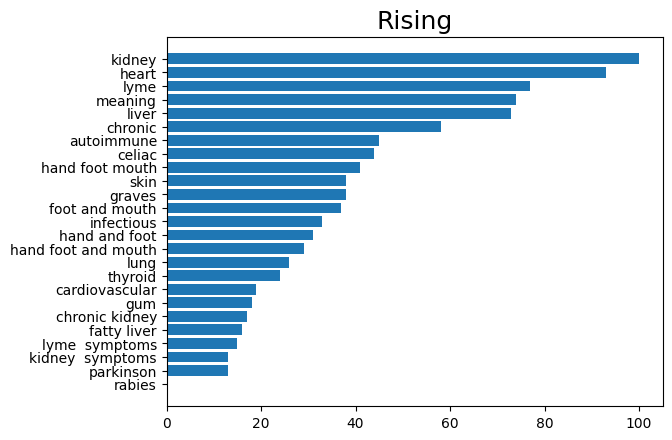 Rising
kidney
heart
lyme
meaning
liver
chronic
autoimmune
celiac
hand foot mouth
skin
graves
foot and mouth
infectious
hand and foot
hand foot and mouth
lung
thyroid
cardiovascular
gum
chronic kidney
fatty liver
lyme  symptoms
kidney  symptoms
parkinson
rabies
0 20 40 60 80 100